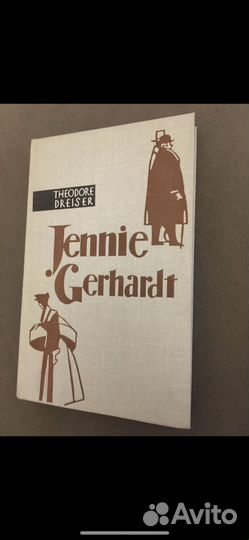 THEODORE
DREISER
Jennie
Gerhardt
Avito